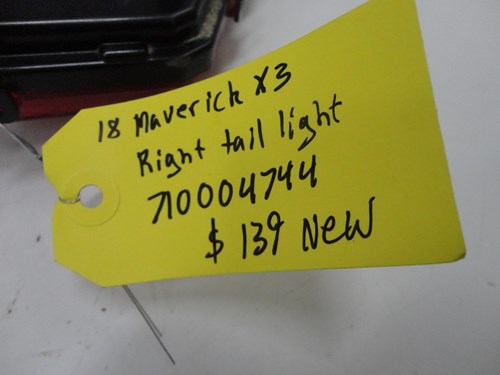 18 Maverick X3
Right tail light
710004744
$139 New